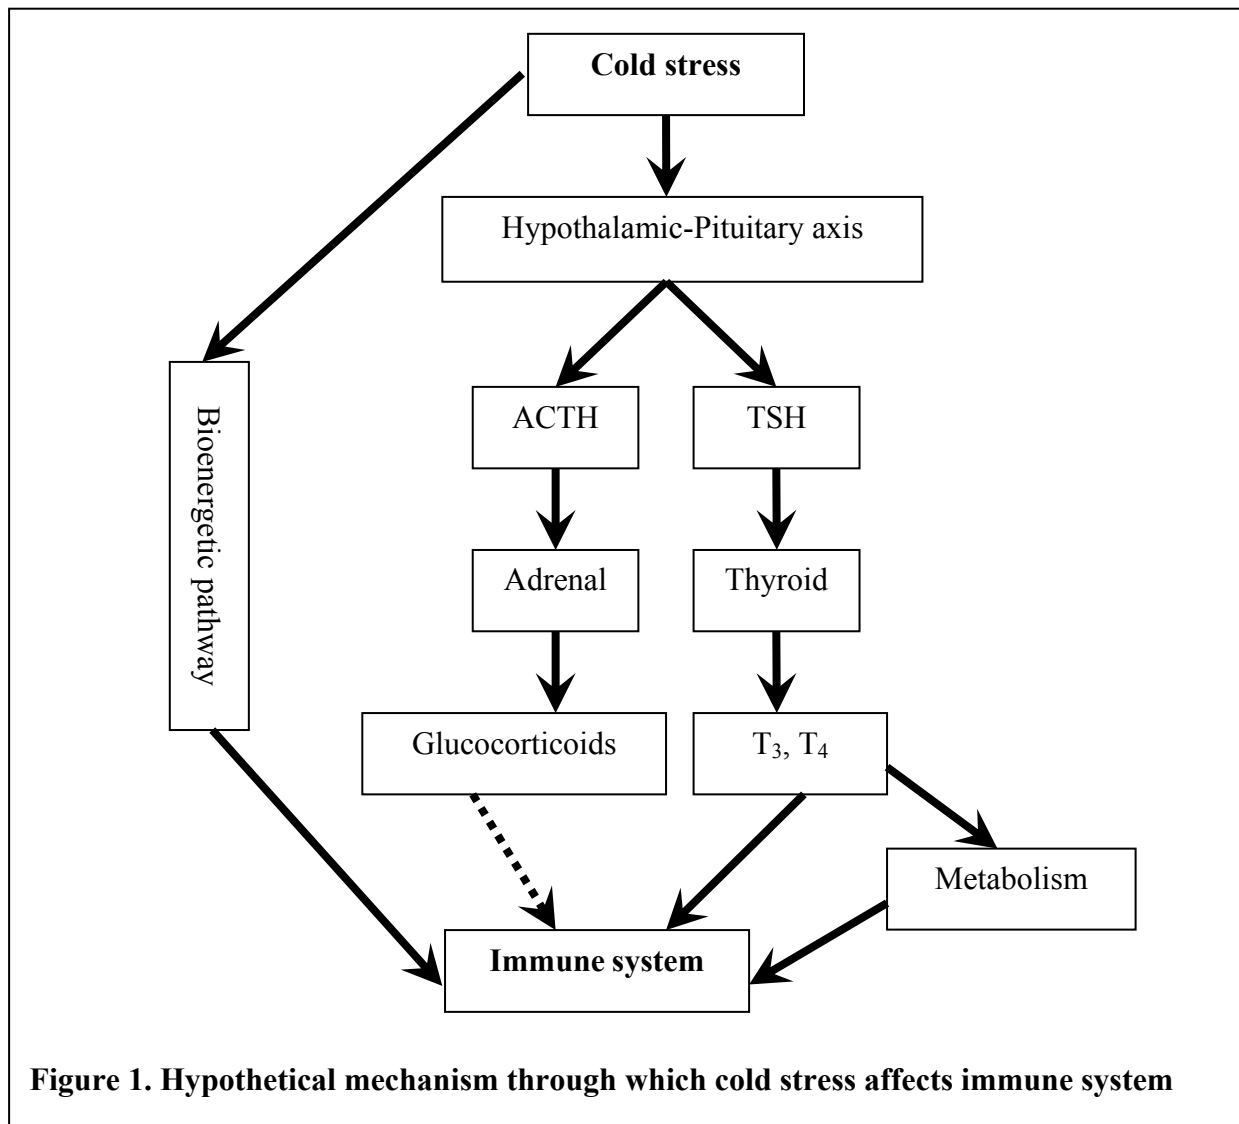 Cold stress
Hypothalamic-Pituitary axis
Bioenergetic pathway
ACTH
TSH
Adrenal
Thyroid
Glucocorticoids
T₃, T₄
Metabolism
Immune system
Figure 1. Hypothetical mechanism through which cold stress affects immune system